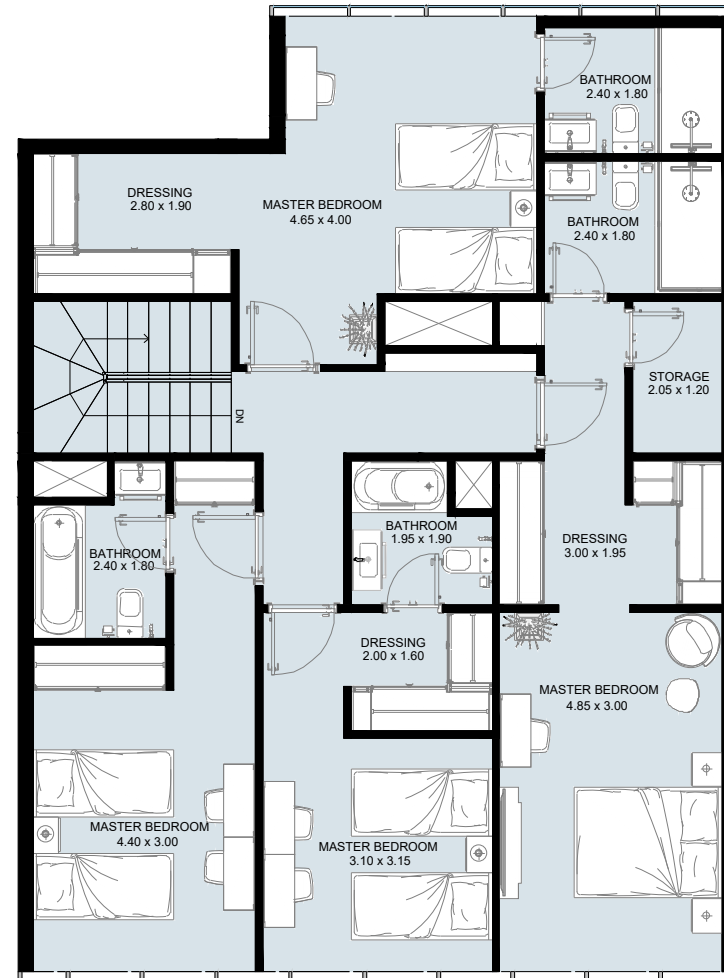 BATHROOM
2.40 x 1.80
DRESSING
2.80 x 1.90
MASTER BEDROOM
4.65 x 4.00
BATHROOM
2.40 x 1.80
STORAGE
2.05 x 1.20
DN
BATHROOM
2.40 x 1.80
BATHROOM
1.95 x 1.90
DRESSING
3.00 x 1.95
DRESSING
2.00 x 1.60
MASTER BEDROOM
4.85 x 3.00
MASTER BEDROOM
4.40 x 3.00
MASTER BEDROOM
3.10 x 3.15